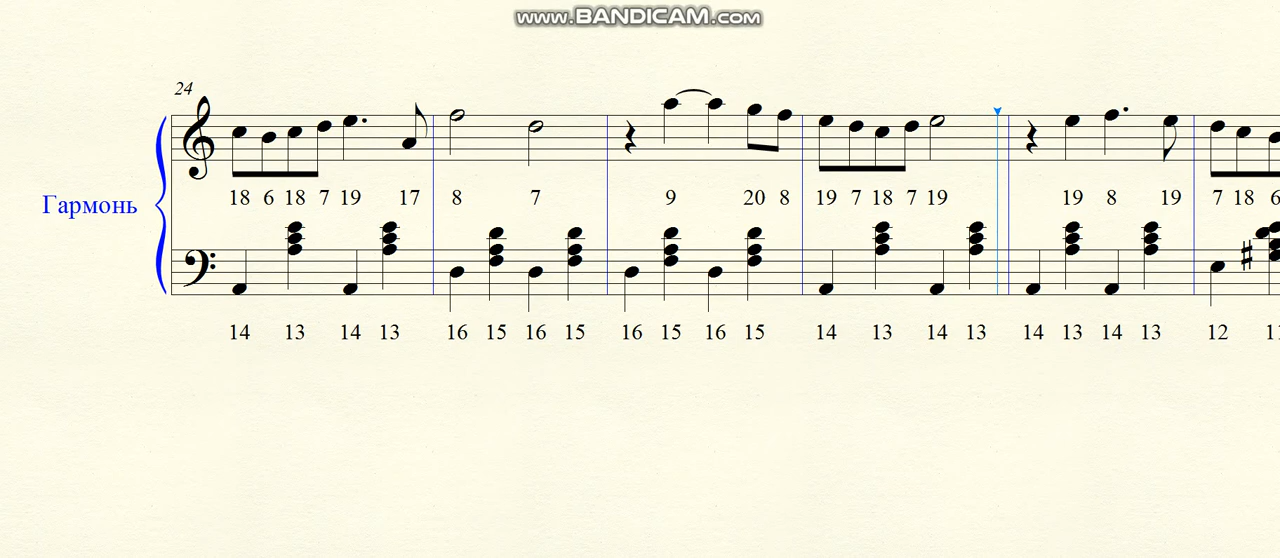 www.BANDICAM.com
24
Гармонь
18 6 18 7 19 17 8 7 9 20 8 19 7 18 7 19 19 8 19 7 18 6
14 13 14 13 16 15 16 15 16 15 16 15 14 13 14 13 14 13 14 13 12